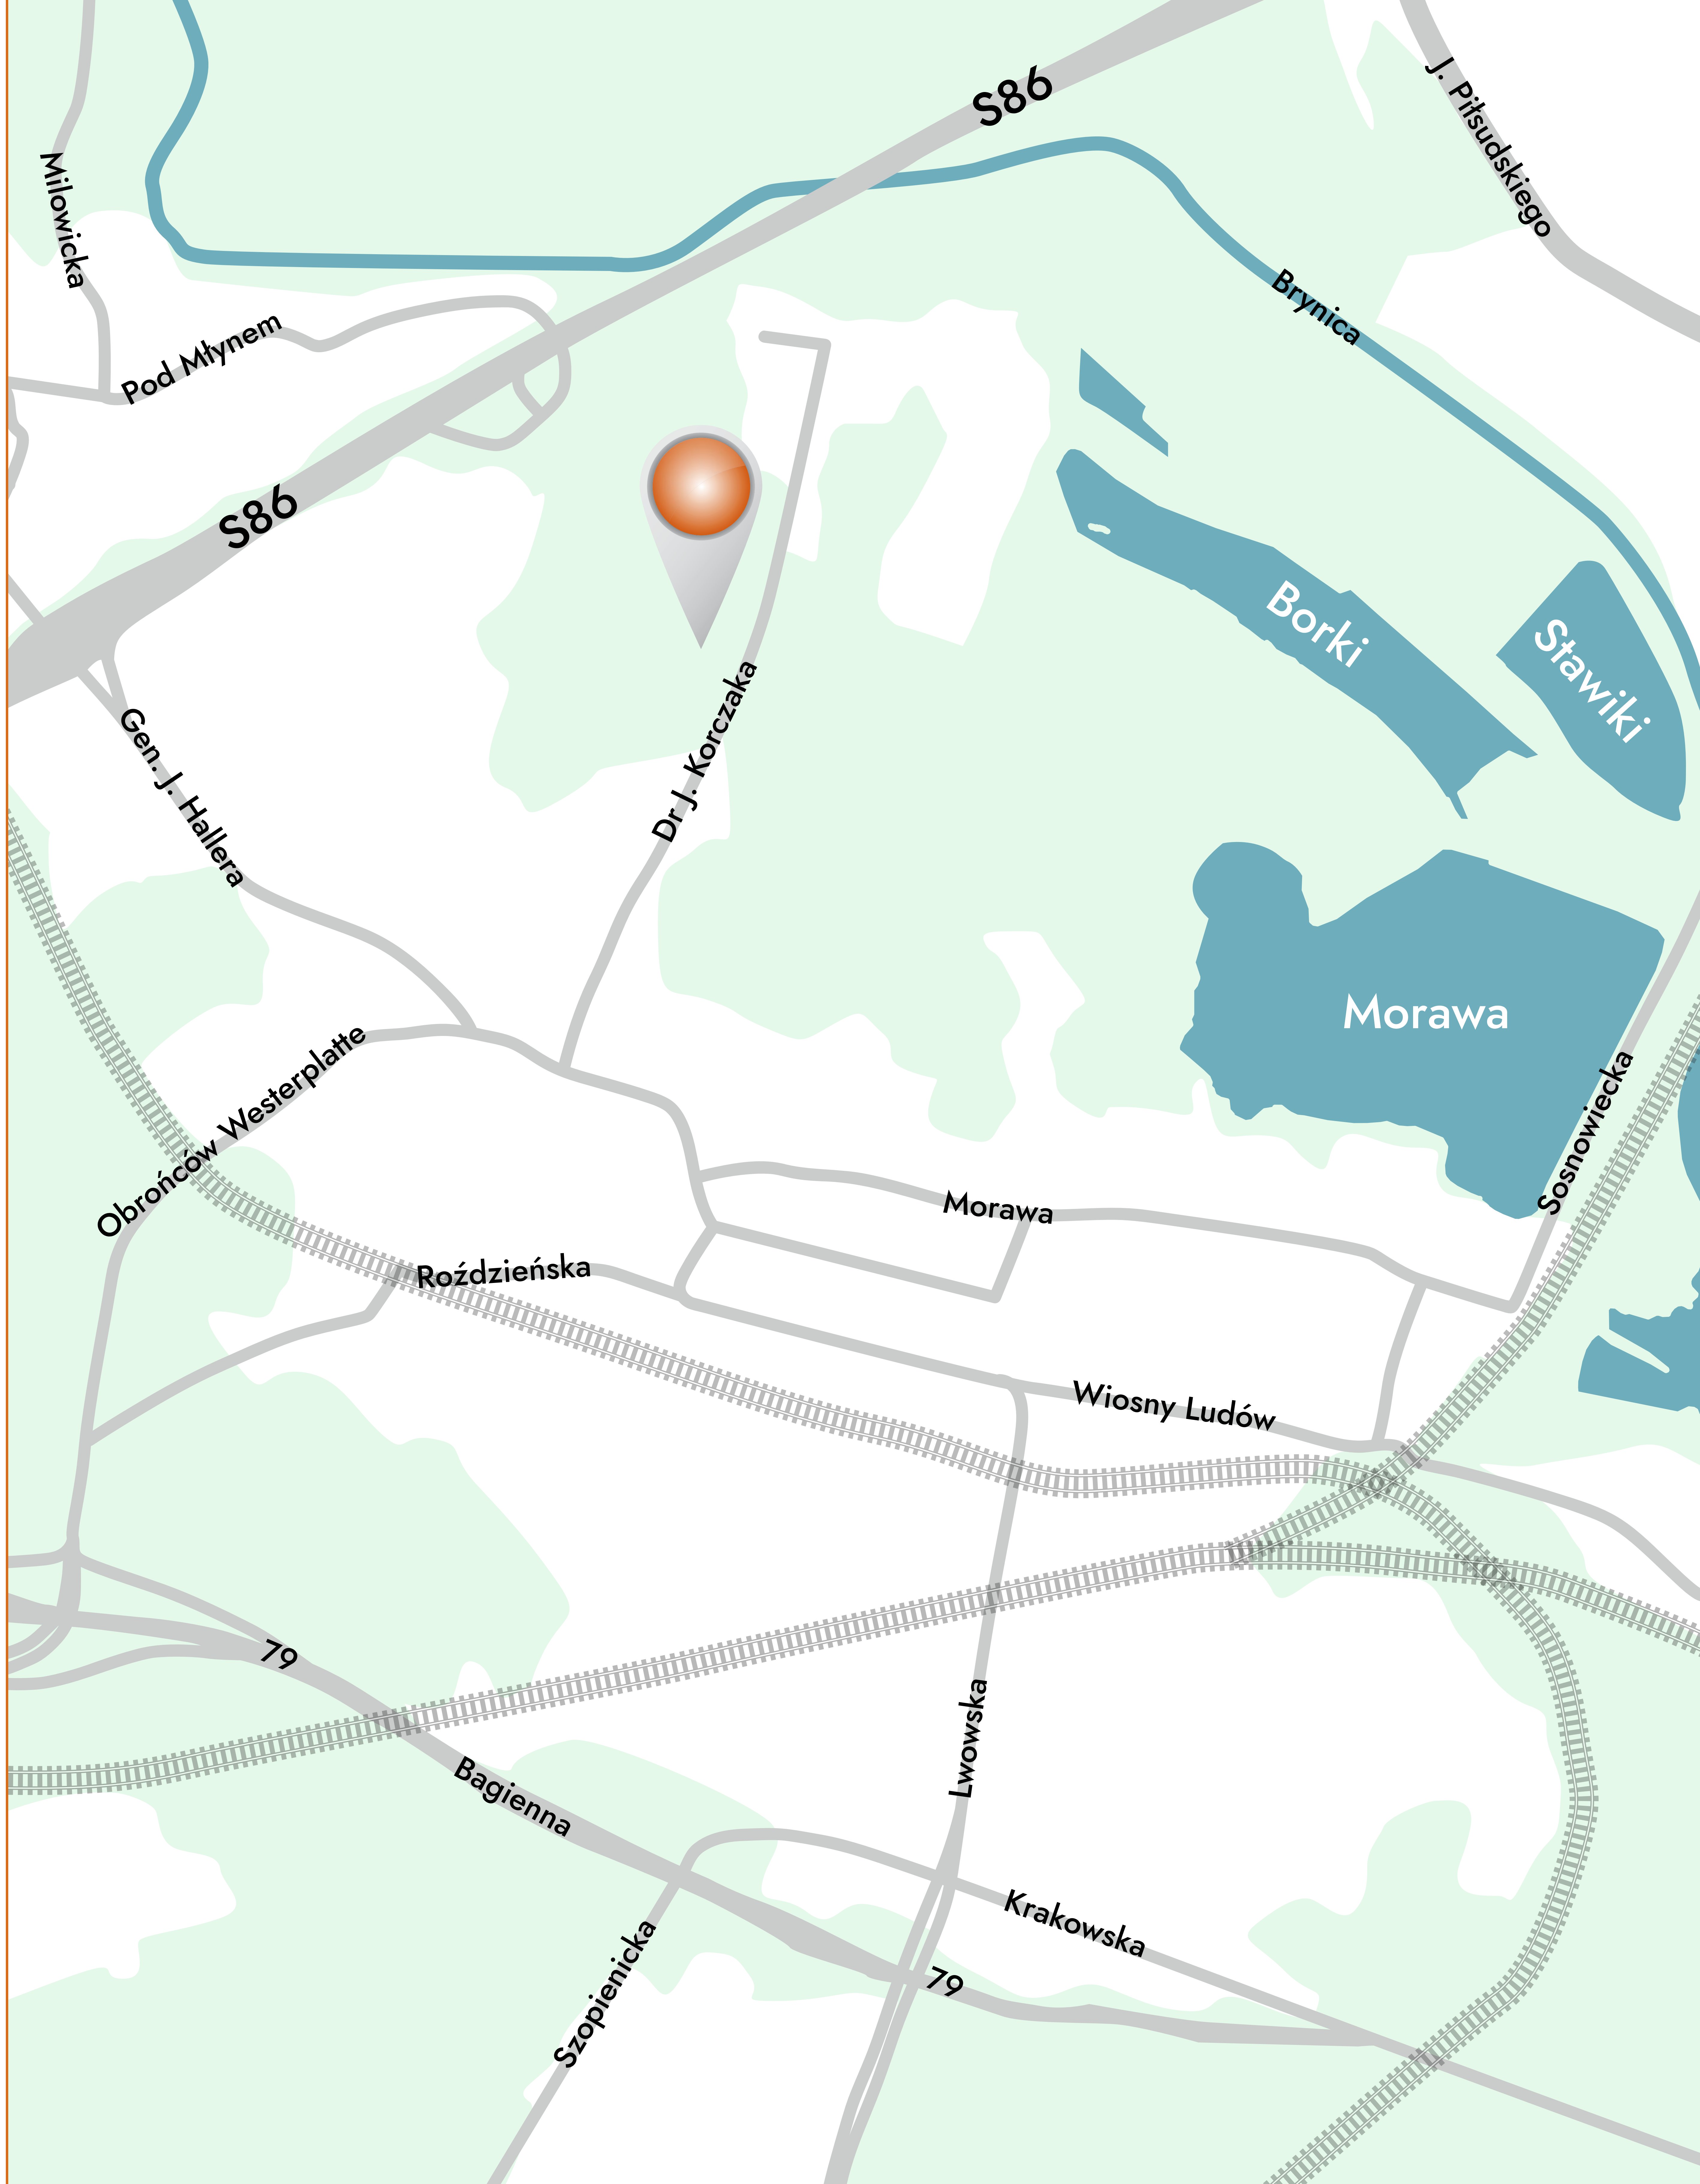 S86
J. Piłsudskiego
Milowicka
Brynica
Pod Młynem
S86
Borki
Stawiki
Gen. J. Hallera
Dr J. Korczaka
Morawa
Obrońców Westerplatte
Sosnowiecka
Morawa
Roździeńska
Wiosny Ludów
79
Lwowska
Bagienna
Krakowska
Szopienicka
79